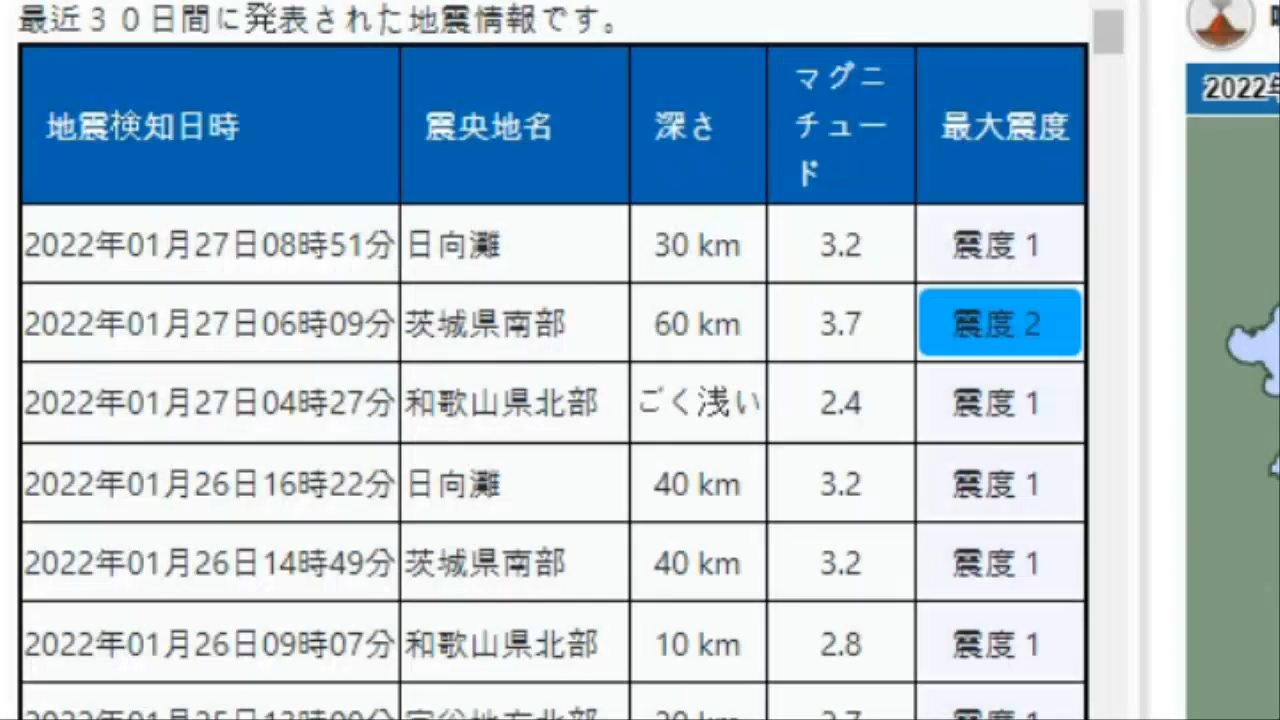 最近３０日間に発表された地震情報です。
地震検知日時 震央地名 深さ マグニチュード 最大震度
2022年01月27日08時51分 日向灘 30 km 3.2 震度１
2022年01月27日06時09分 茨城県南部 60 km 3.7 震度２
2022年01月27日04時27分 和歌山県北部 ごく浅い 2.4 震度１
2022年01月26日16時22分 日向灘 40 km 3.2 震度１
2022年01月26日14時49分 茨城県南部 40 km 3.2 震度１
2022年01月26日09時07分 和歌山県北部 10 km 2.8 震度１
2022年